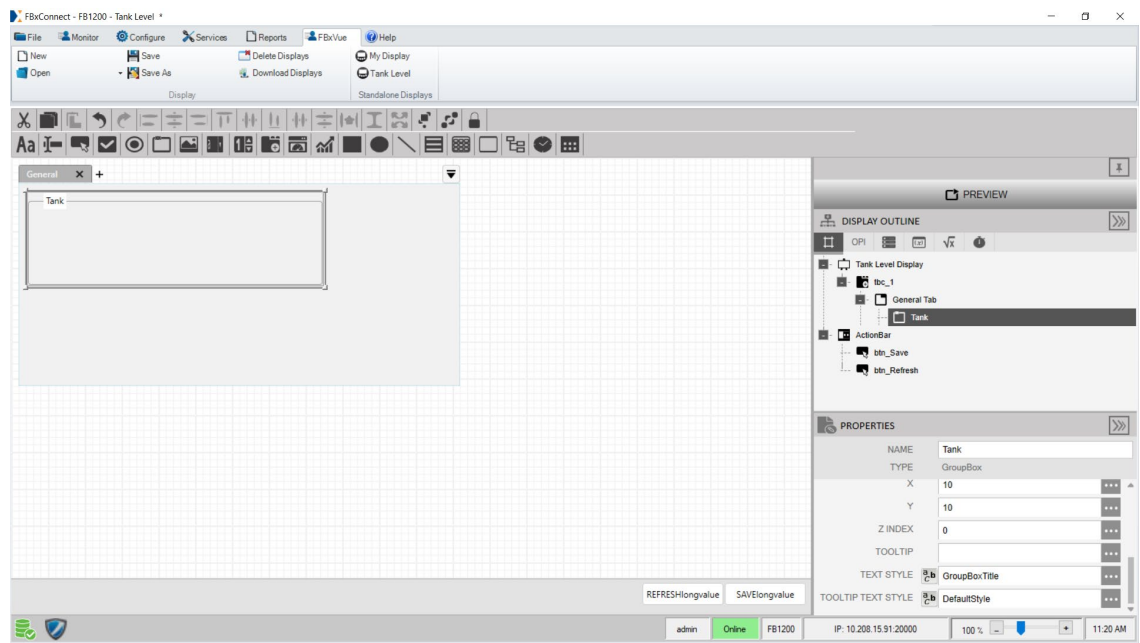 FBxConnect - FB1200 - Tank Level *
File Monitor Configure Services Reports FBxVue Help
New Save Delete Displays My Display
Open Save As Download Displays Tank Level
Display Standalone Displays
Aa
General X +
Tank
PREVIEW
DISPLAY OUTLINE
OPI √x
Tank Level Display
tbc_1
General Tab
Tank
ActionBar
btn_Save
btn_Refresh
PROPERTIES
NAME Tank
TYPE GroupBox
X 10
Y 10
Z INDEX 0
TOOLTIP
TEXT STYLE GroupBoxTitle
TOOLTIP TEXT STYLE DefaultStyle
REFRESHlongvalue SAVElongvalue
admin Online FB1200 IP: 10.208.15.91:20000 100 % - + 11:20 AM